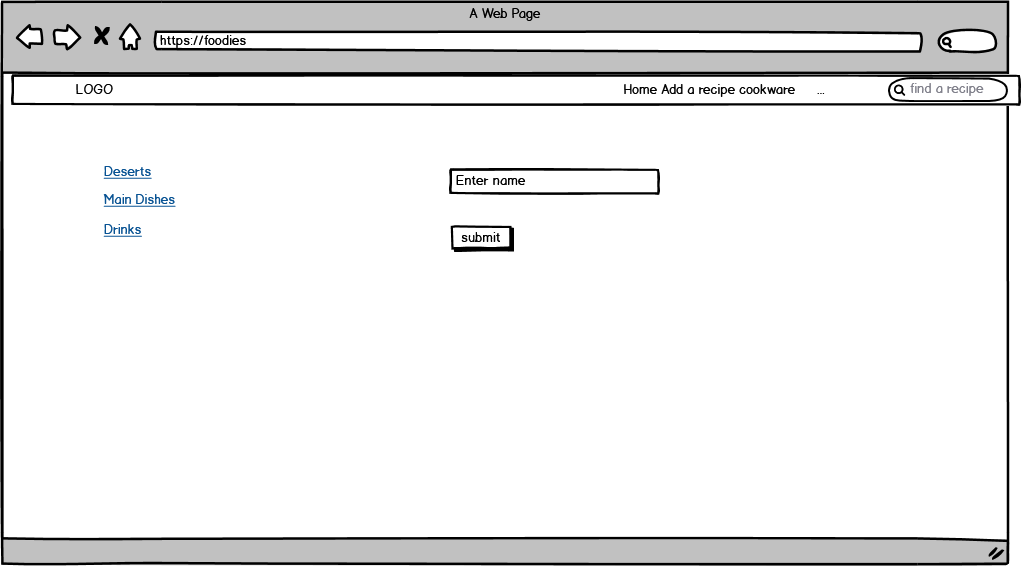 A Web Page
https://foodies
LOGO
Home Add a recipe cookware ...
find a recipe
Deserts
Enter name
Main Dishes
Drinks
submit